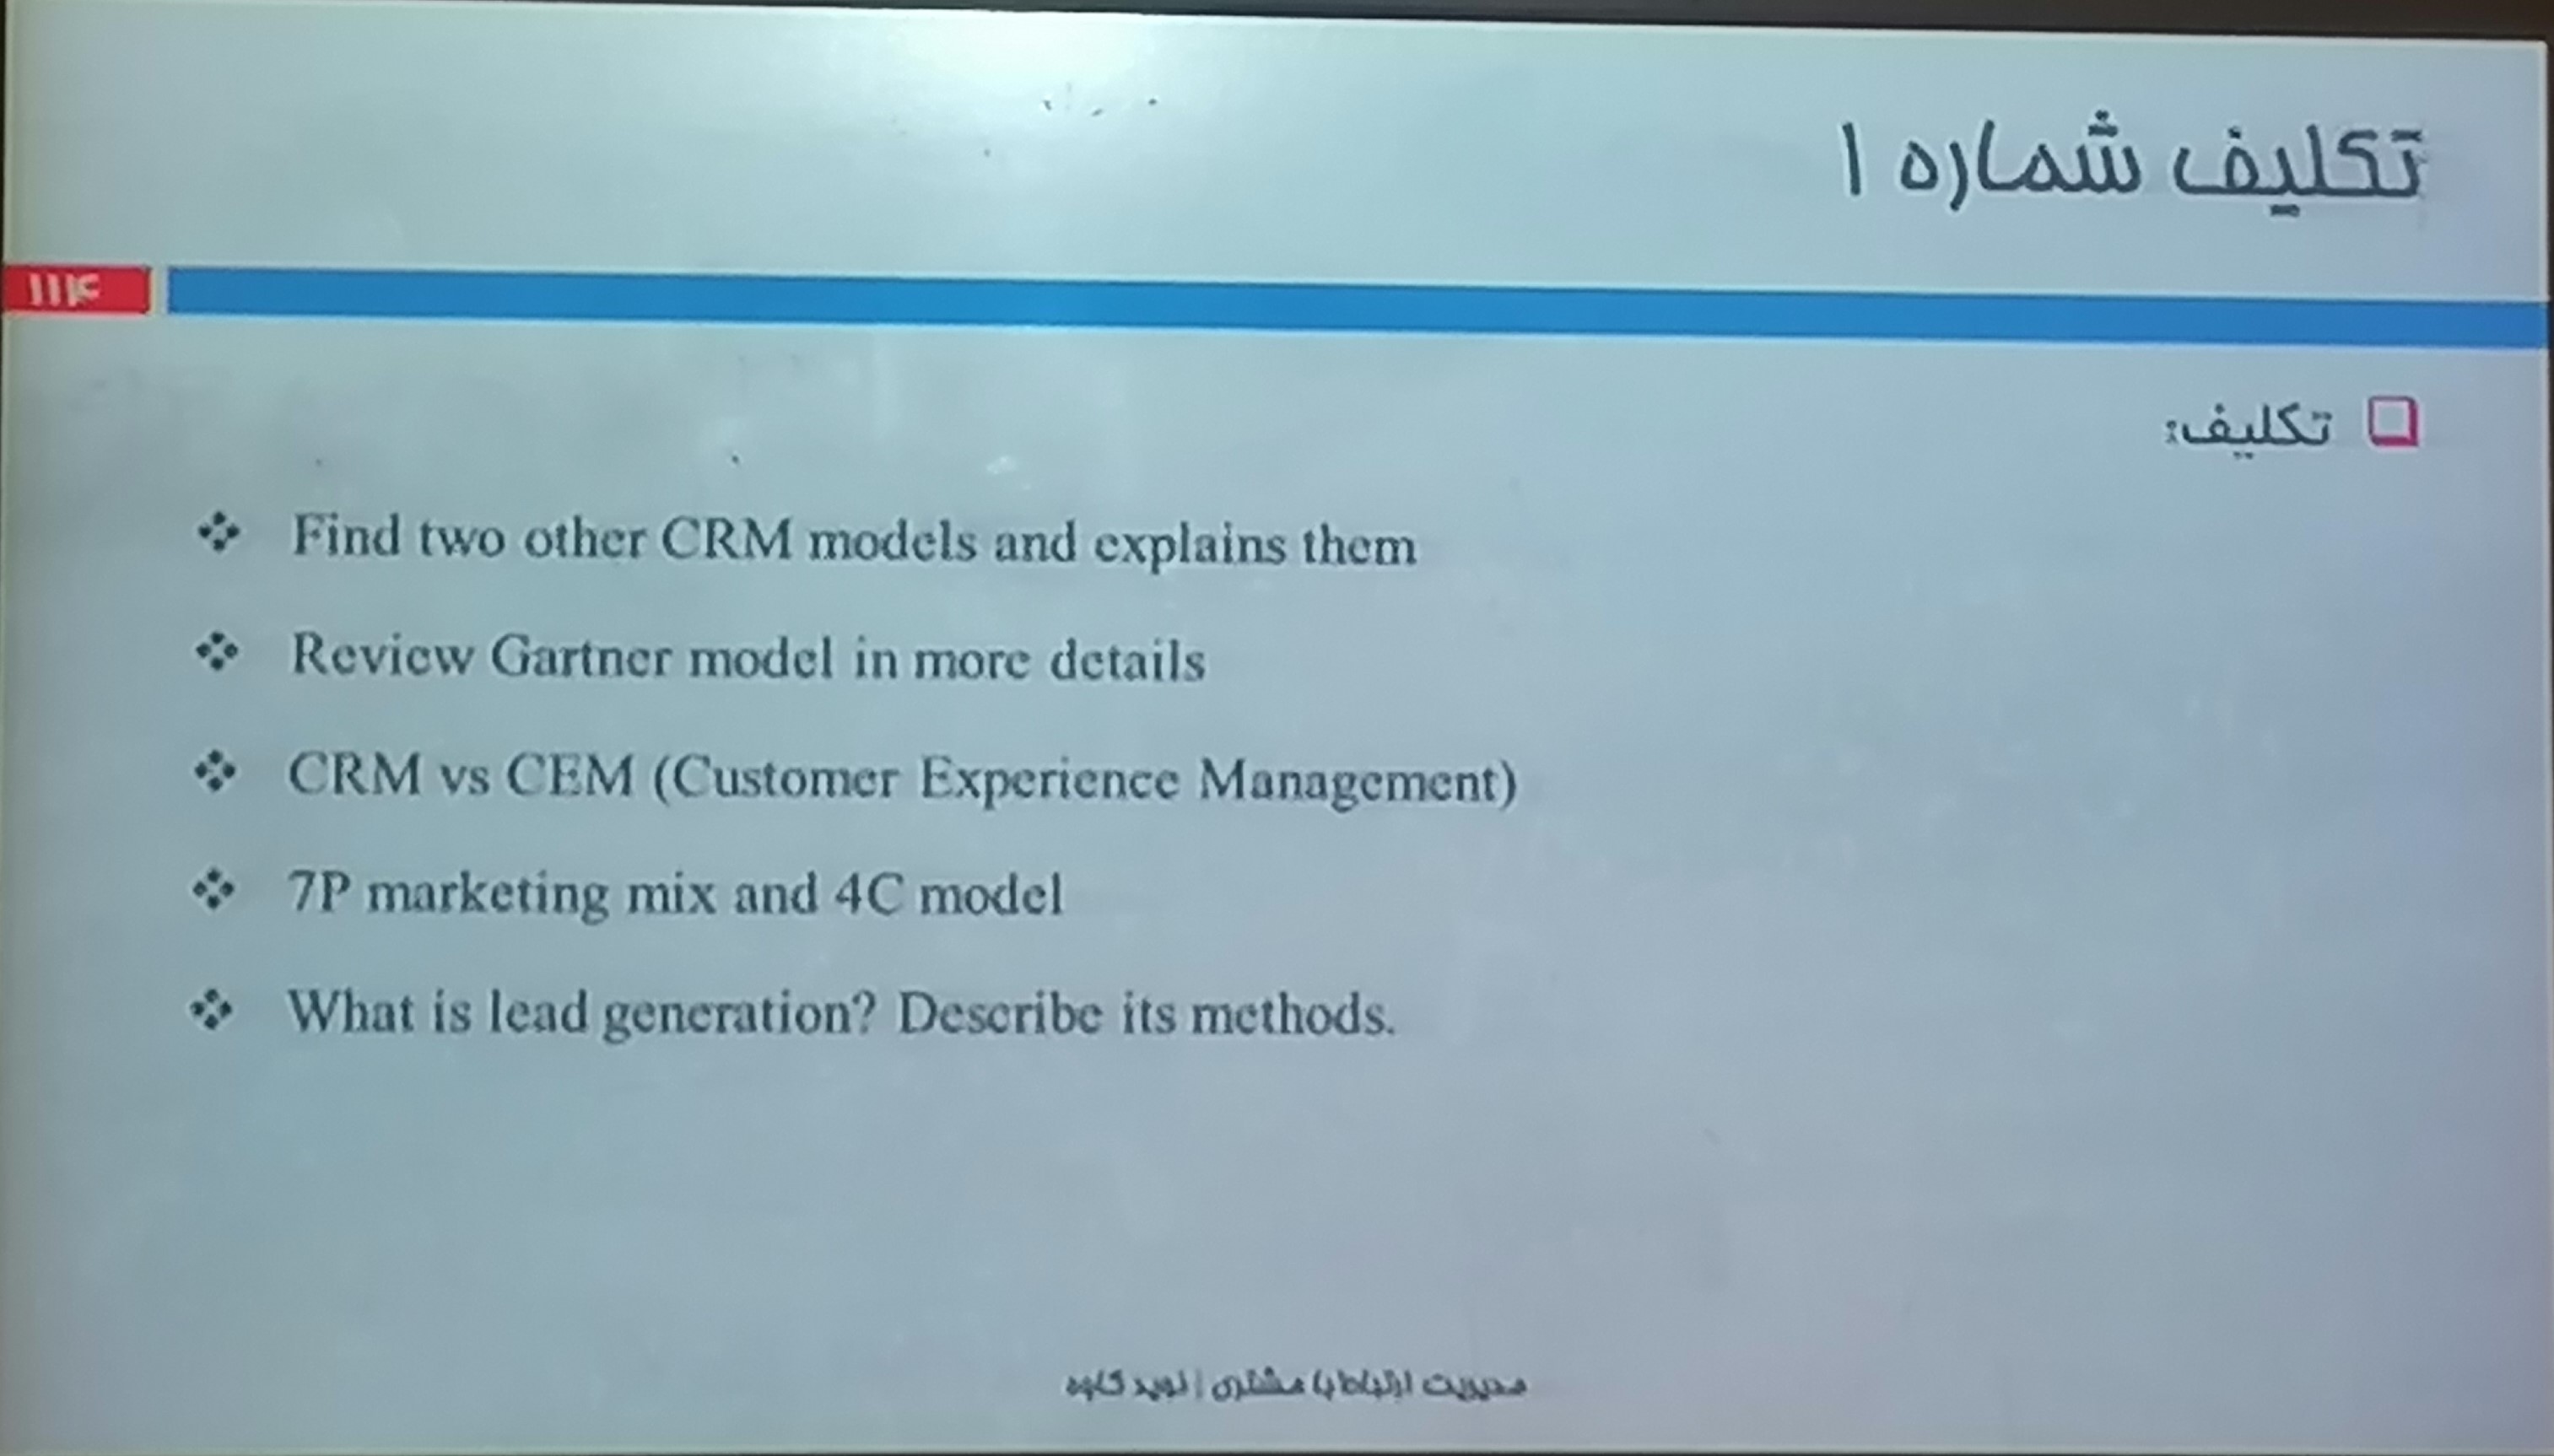 تکلیف شماره ۱
۱۱۴
تکلیف:
Find two other CRM models and explains them
Review Gartner model in more details
CRM vs CEM (Customer Experience Management)
7P marketing mix and 4C model
What is lead generation? Describe its methods.
مدیریت ارتباط با مشتری | نوید کاوه